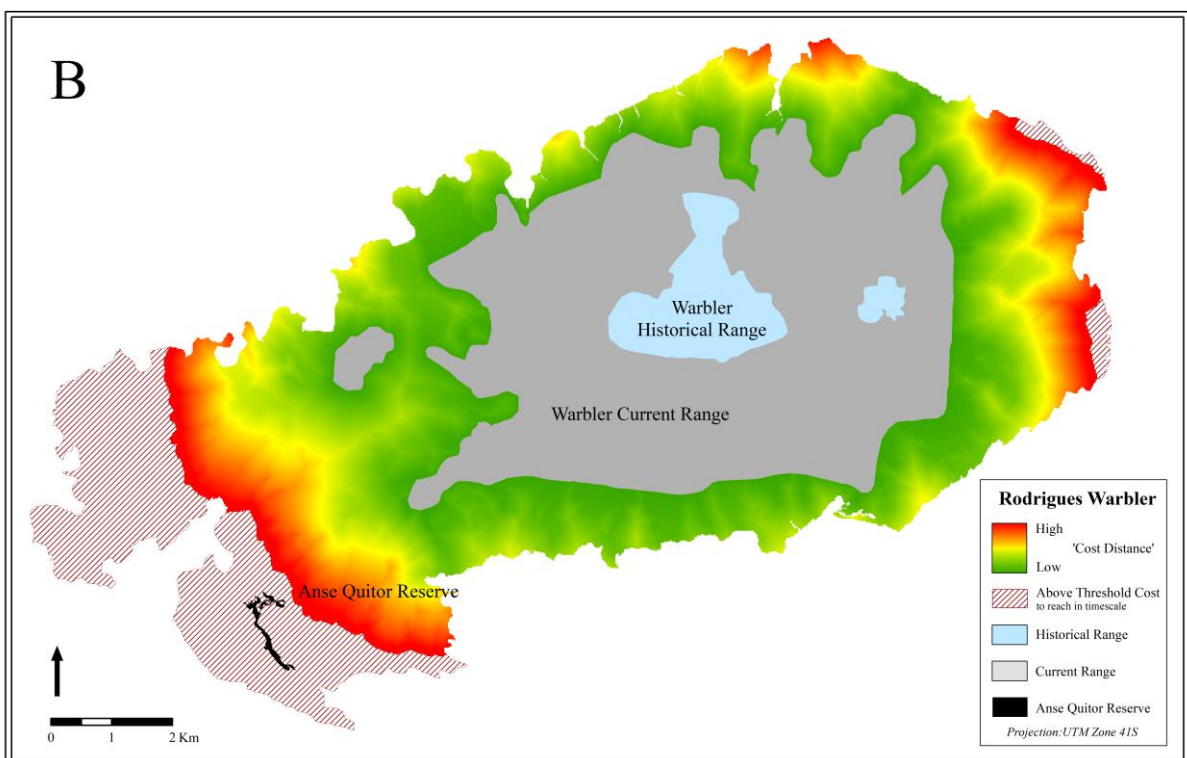 B
Warbler
Historical Range
Warbler Current Range
Anse Quitor Reserve
0 1 2 Km
Rodrigues Warbler
High
'Cost Distance'
Low
Above Threshold Cost
to reach in timescale
Historical Range
Current Range
Anse Quitor Reserve
Projection:UTM Zone 41S